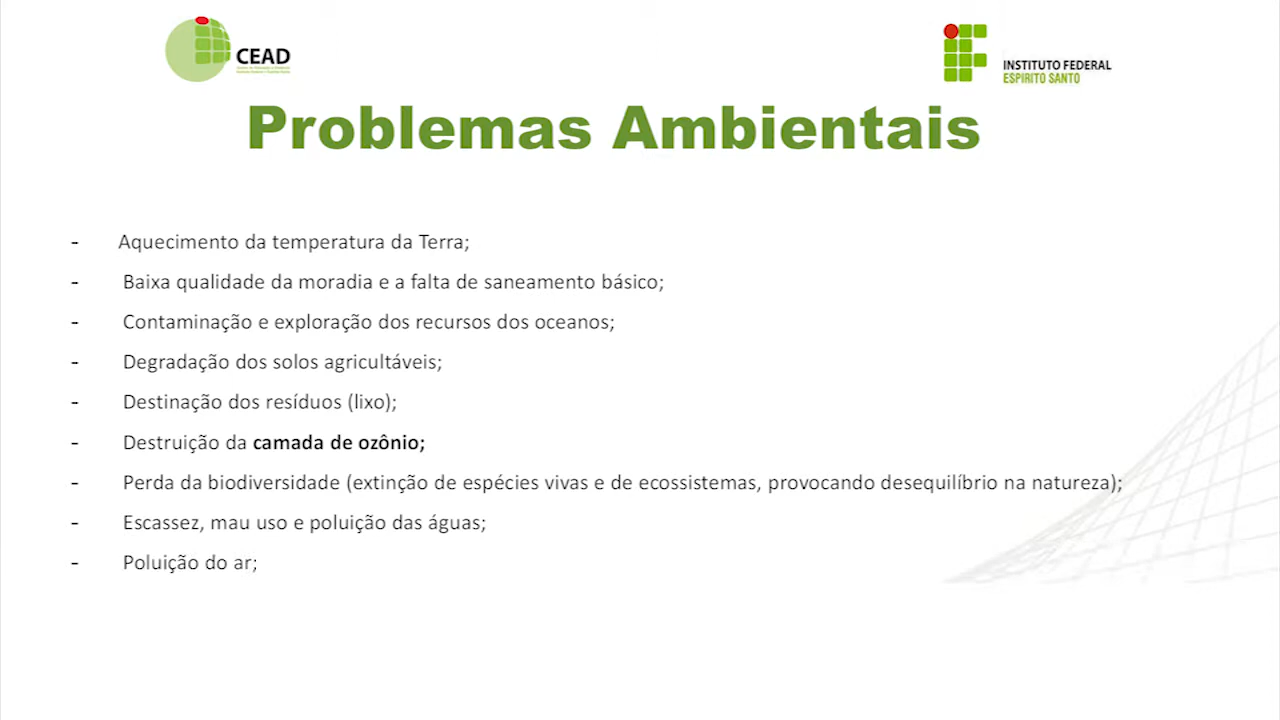 CEAD
INSTITUTO FEDERAL
ESPÍRITO SANTO
Problemas Ambientais
- Aquecimento da temperatura da Terra;
- Baixa qualidade da moradia e a falta de saneamento básico;
- Contaminação e exploração dos recursos dos oceanos;
- Degradação dos solos agricultáveis;
- Destinação dos resíduos (lixo);
- Destruição da camada de ozônio;
- Perda da biodiversidade (extinção de espécies vivas e de ecossistemas, provocando desequilíbrio na natureza);
- Escassez, mau uso e poluição das águas;
- Poluição do ar;